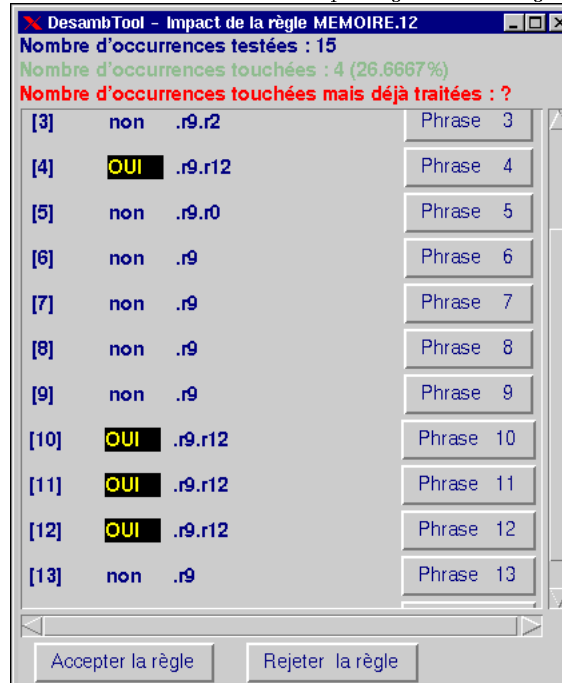 DesambTool - Impact de la règle MEMOIRE.12
Nombre d'occurrences testées : 15
Nombre d'occurrences touchées : 4 (26.6667%)
Nombre d'occurrences touchées mais déjà traitées : ?
[3] non .r9.r2 Phrase 3
[4] OUI .r9.r12 Phrase 4
[5] non .r9.r0 Phrase 5
[6] non .r9 Phrase 6
[7] non .r9 Phrase 7
[8] non .r9 Phrase 8
[9] non .r9 Phrase 9
[10] OUI .r9.r12 Phrase 10
[11] OUI .r9.r12 Phrase 11
[12] OUI .r9.r12 Phrase 12
[13] non .r9 Phrase 13
Accepter la règle Rejeter la règle